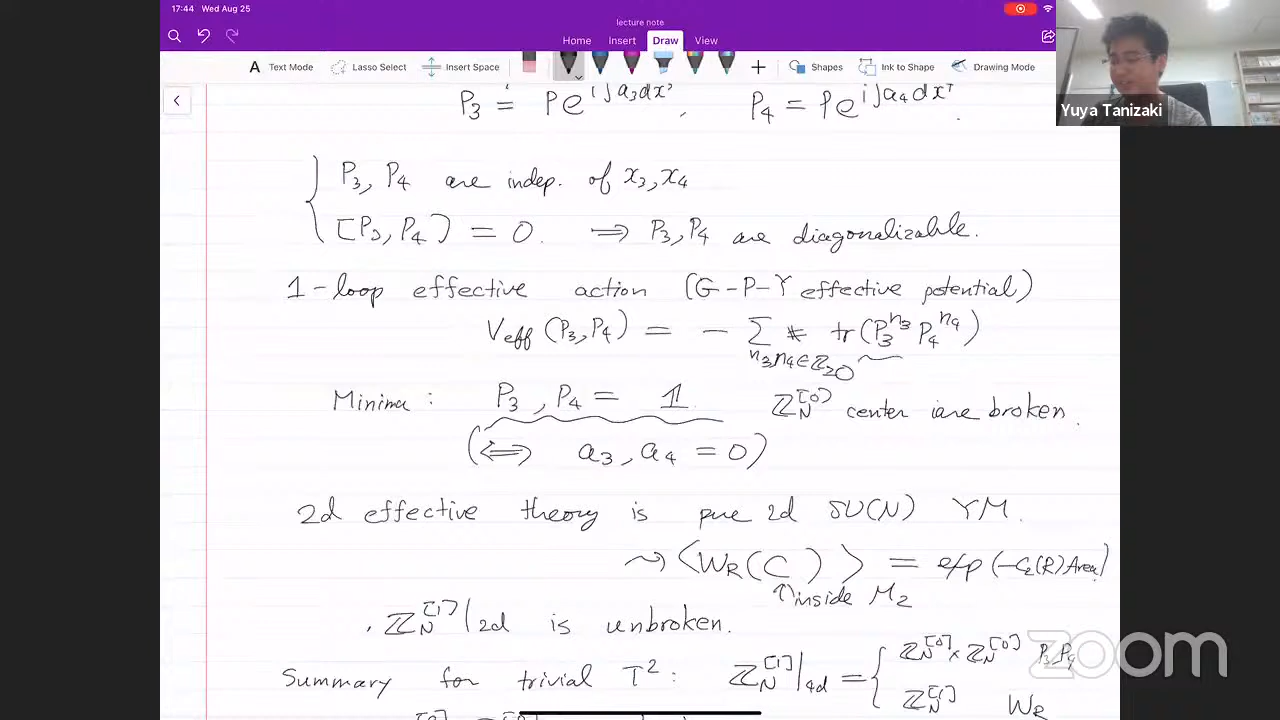 17:44 Wed Aug 25
lecture note
Home Insert Draw View
A Text Mode Lasso Select Insert Space Shapes Ink to Shape Drawing Mode
Yuya Tanizaki
P₃ = P e^{i∫a₃dx³}, P₄ = P e^{i∫a₄dx⁴}.
P₃, P₄ are indep. of x₃, x₄
[P₃, P₄] = 0. ⟹ P₃, P₄ are diagonalizable.
1-loop effective action (G-P-Y effective potential)
V_eff (P₃, P₄) = - Σ_{n₃,n₄∈ℤ≥0} # tr(P₃^{n₃} P₄^{n₄})
Minima: P₃, P₄ = 𝟙. ℤ_N^{[0]} center are broken.
(⟺ a₃, a₄ = 0)
2d effective theory is pure 2d SU(N) YM.
⇝ ⟨W_R(C)⟩ = exp(-C₂(R) Area)
↑inside M₂
. ℤ_N^{[1]}|2d is unbroken.
Summary for trivial T²: ℤ_N^{[1]}|4d = { ℤ_N^{[0]} × ℤ_N^{[0]} P₃, P₄
ℤ_N^{[1]} W_R
zoom